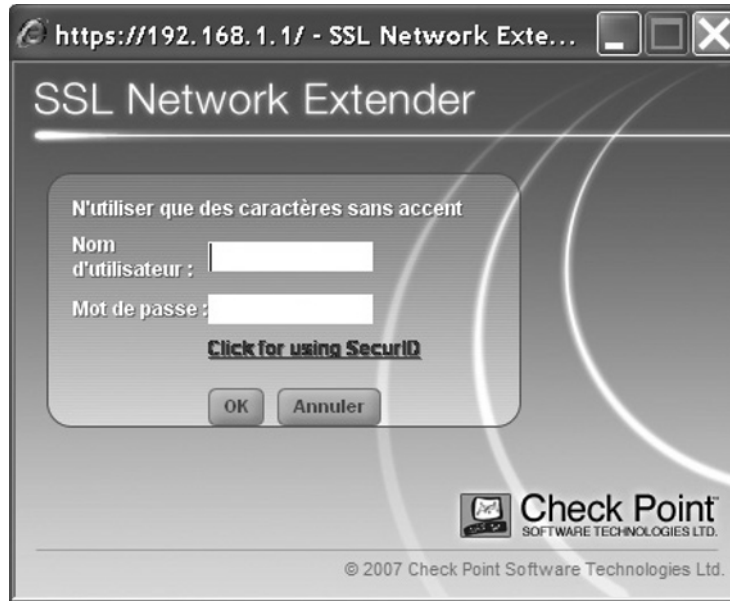 https://192.168.1.1/ - SSL Network Exte...
SSL Network Extender
N'utiliser que des caractères sans accent
Nom
d'utilisateur :
Mot de passe :
Click for using SecurID
OK
Annuler
Check Point™
SOFTWARE TECHNOLOGIES LTD.
© 2007 Check Point Software Technologies Ltd.